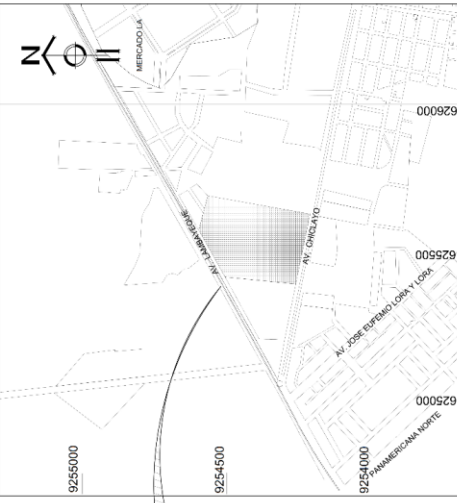 N
MERCADO LA
626000
AV. LAMBAYEQUE
AV. CHICLAYO
625500
AV. JOSE EUFEMIO LORA Y LORA
625000
PANAMERICANA NORTE
9255000
9254500
9254000